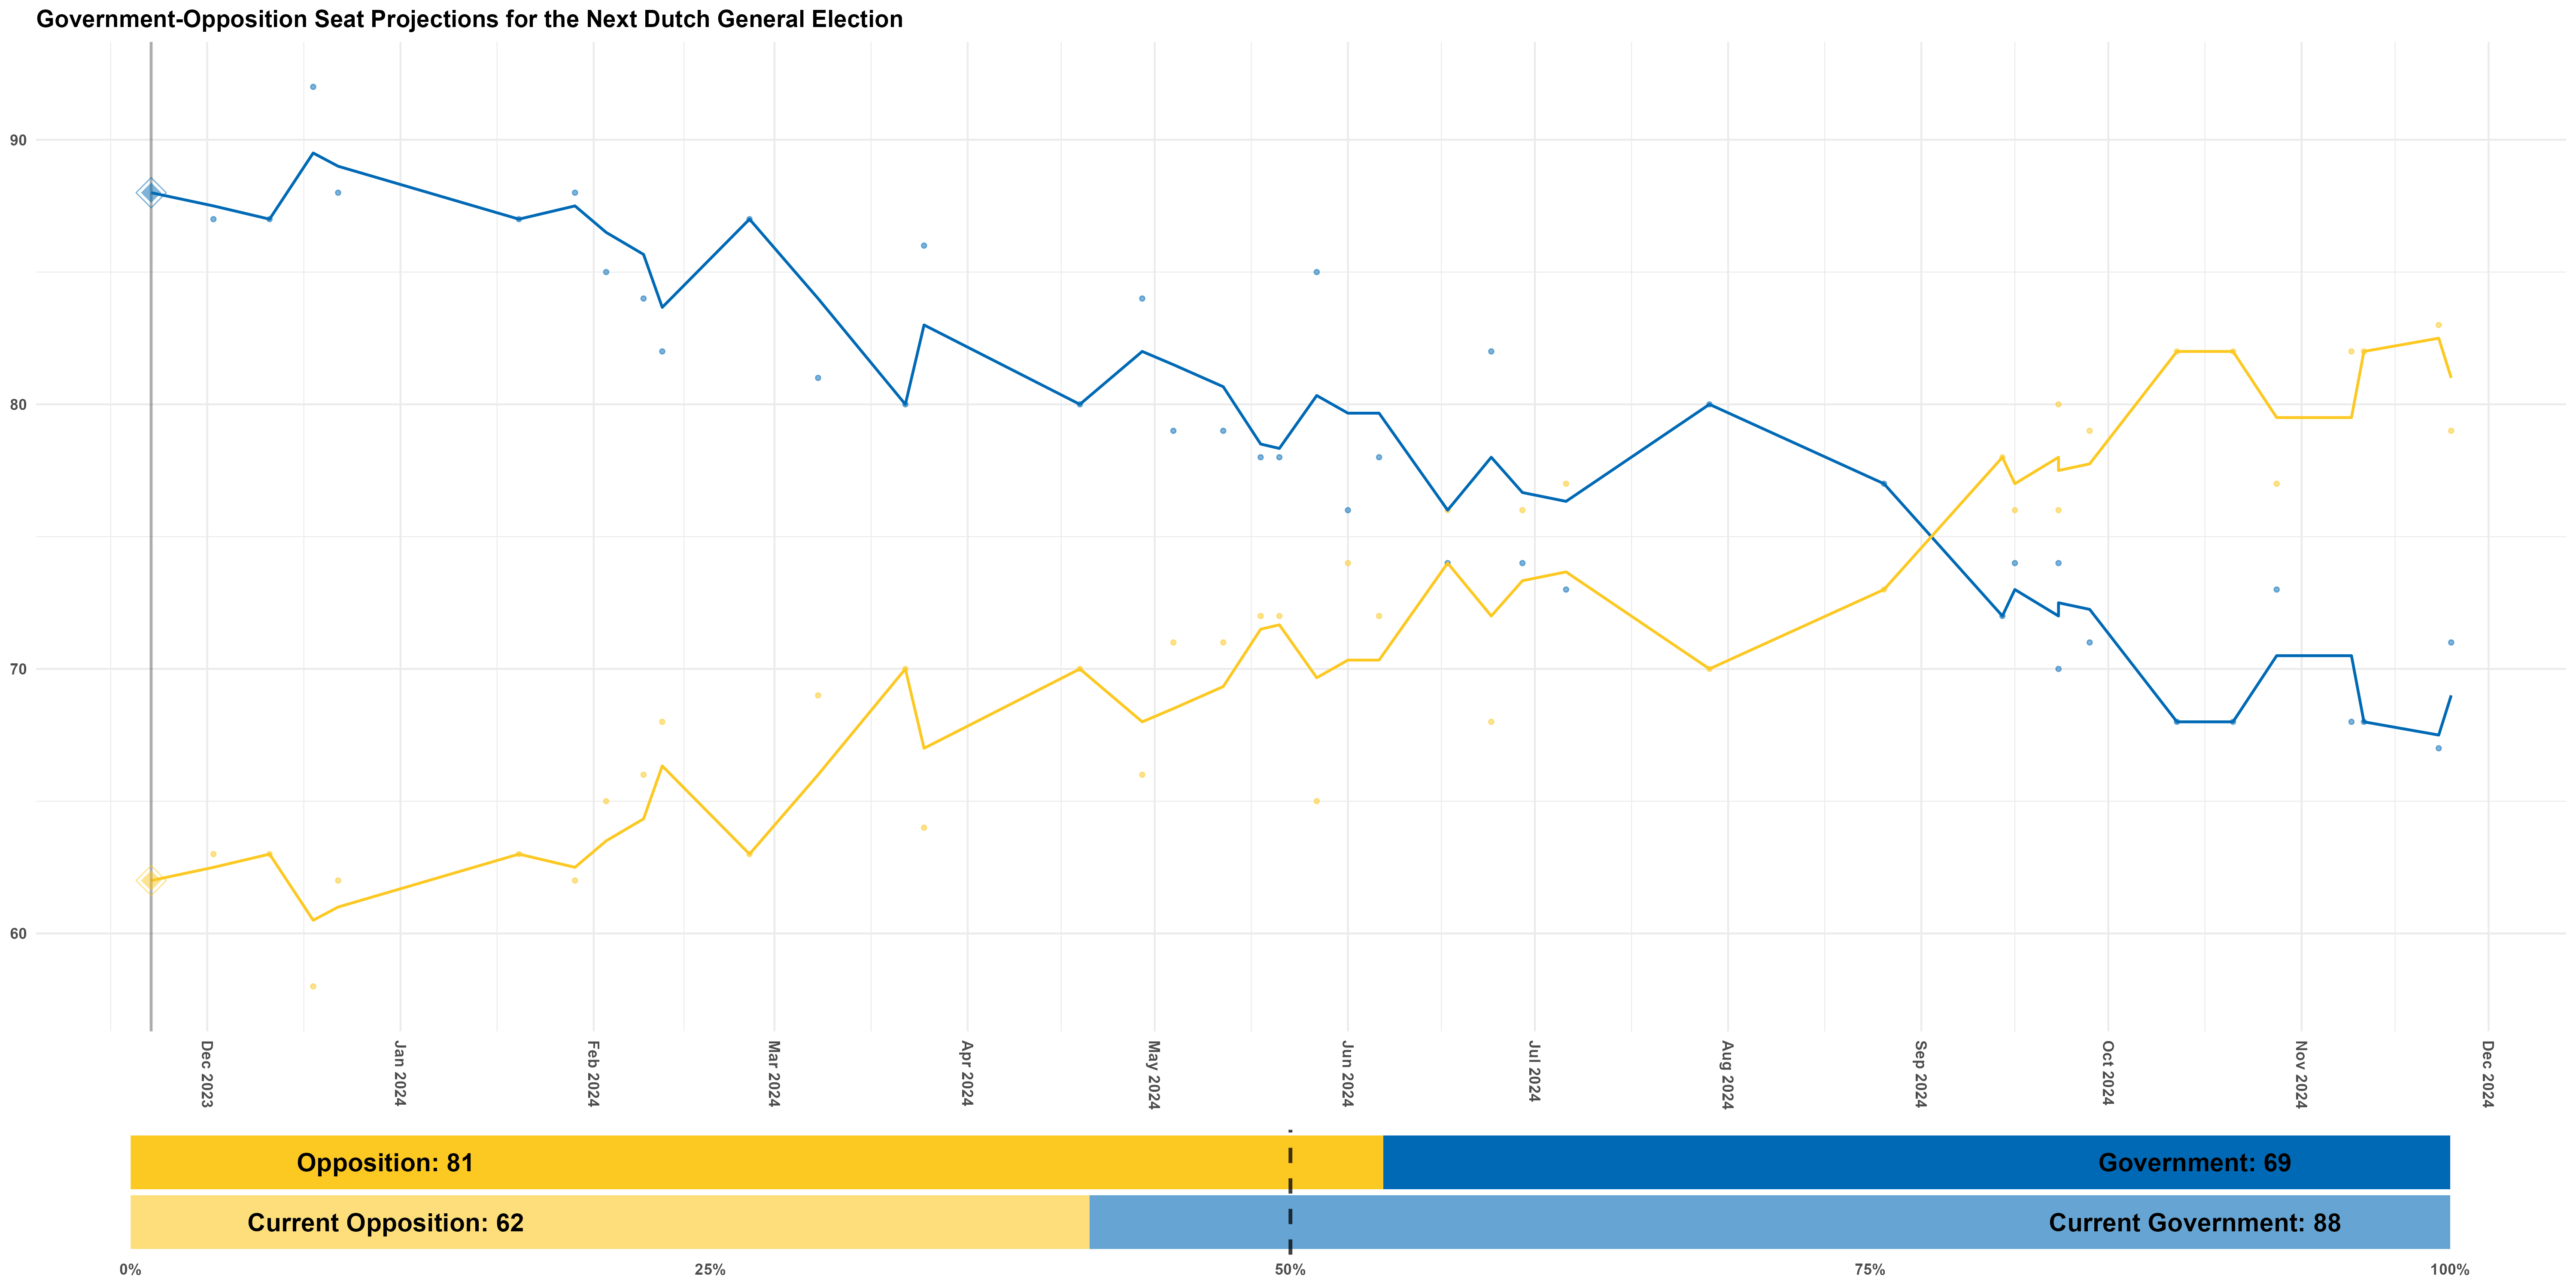 Government-Opposition Seat Projections for the Next Dutch General Election
90
80
70
60
Dec 2023
Jan 2024
Feb 2024
Mar 2024
Apr 2024
May 2024
Jun 2024
Jul 2024
Aug 2024
Sep 2024
Oct 2024
Nov 2024
Dec 2024
Opposition: 81
Government: 69
Current Opposition: 62
Current Government: 88
0%
25%
50%
75%
100%